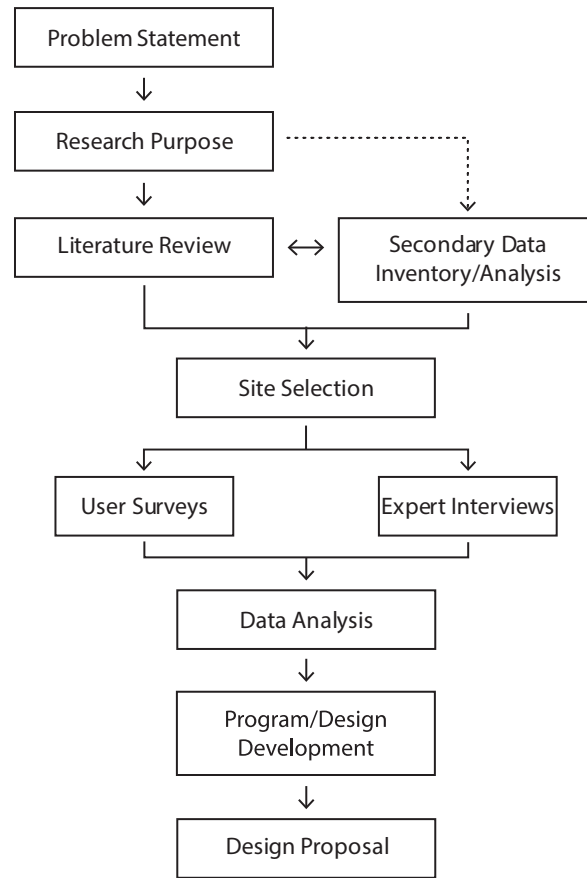 Problem Statement
Research Purpose
Literature Review
Secondary Data
Inventory/Analysis
Site Selection
User Surveys
Expert Interviews
Data Analysis
Program/Design
Development
Design Proposal